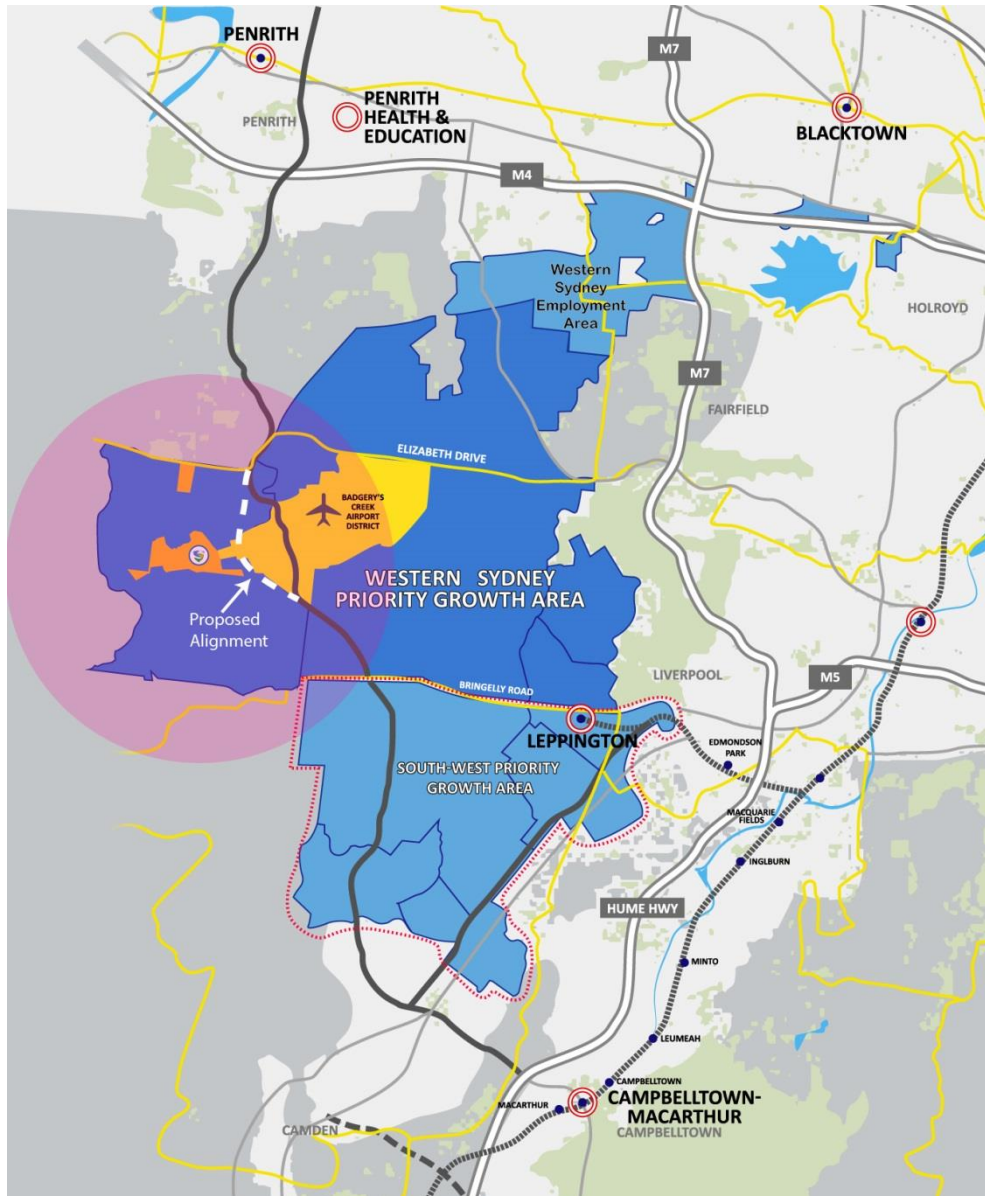 PENRITH
PENRITH
HEALTH &
EDUCATION
PENRITH
M7
BLACKTOWN
M4
Western
Sydney
Employment
Area
HOLROYD
M7
FAIRFIELD
ELIZABETH DRIVE
BADGERY'S
CREEK
AIRPORT
DISTRICT
WESTERN SYDNEY
PRIORITY GROWTH AREA
Proposed
Alignment
LIVERPOOL
M5
BRINGELLY ROAD
LEPPINGTON
EDMONDSON
PARK
SOUTH-WEST PRIORITY
GROWTH AREA
MACQUARIE
FIELDS
INGLBURN
HUME HWY
MINTO
LEUMEAH
CAMPBELLTOWN
MACARTHUR
CAMPBELLTOWN-
MACARTHUR
CAMPBELLTOWN
CAMDEN